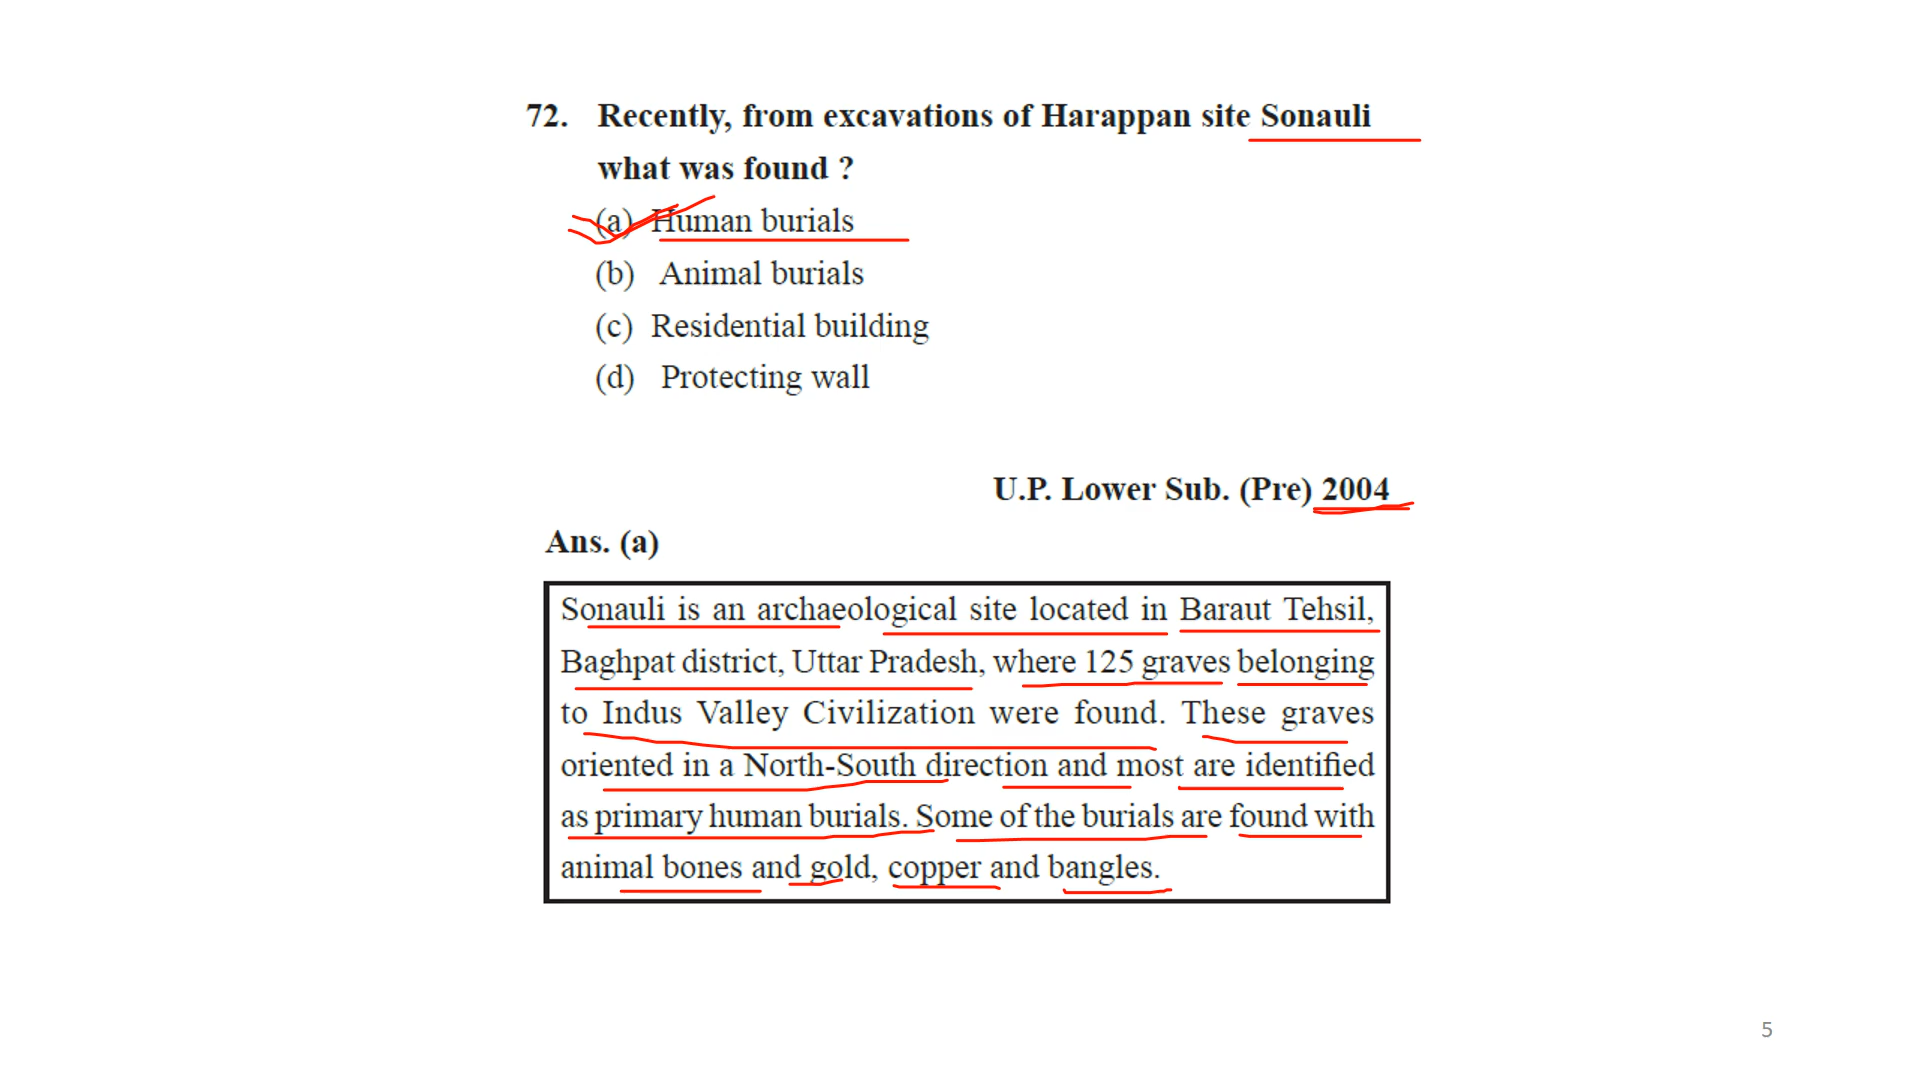 72. Recently, from excavations of Harappan site Sonauli
what was found ?
(a) Human burials
(b) Animal burials
(c) Residential building
(d) Protecting wall
U.P. Lower Sub. (Pre) 2004
Ans. (a)
Sonauli is an archaeological site located in Baraut Tehsil,
Baghpat district, Uttar Pradesh, where 125 graves belonging
to Indus Valley Civilization were found. These graves
oriented in a North-South direction and most are identified
as primary human burials. Some of the burials are found with
animal bones and gold, copper and bangles.
5